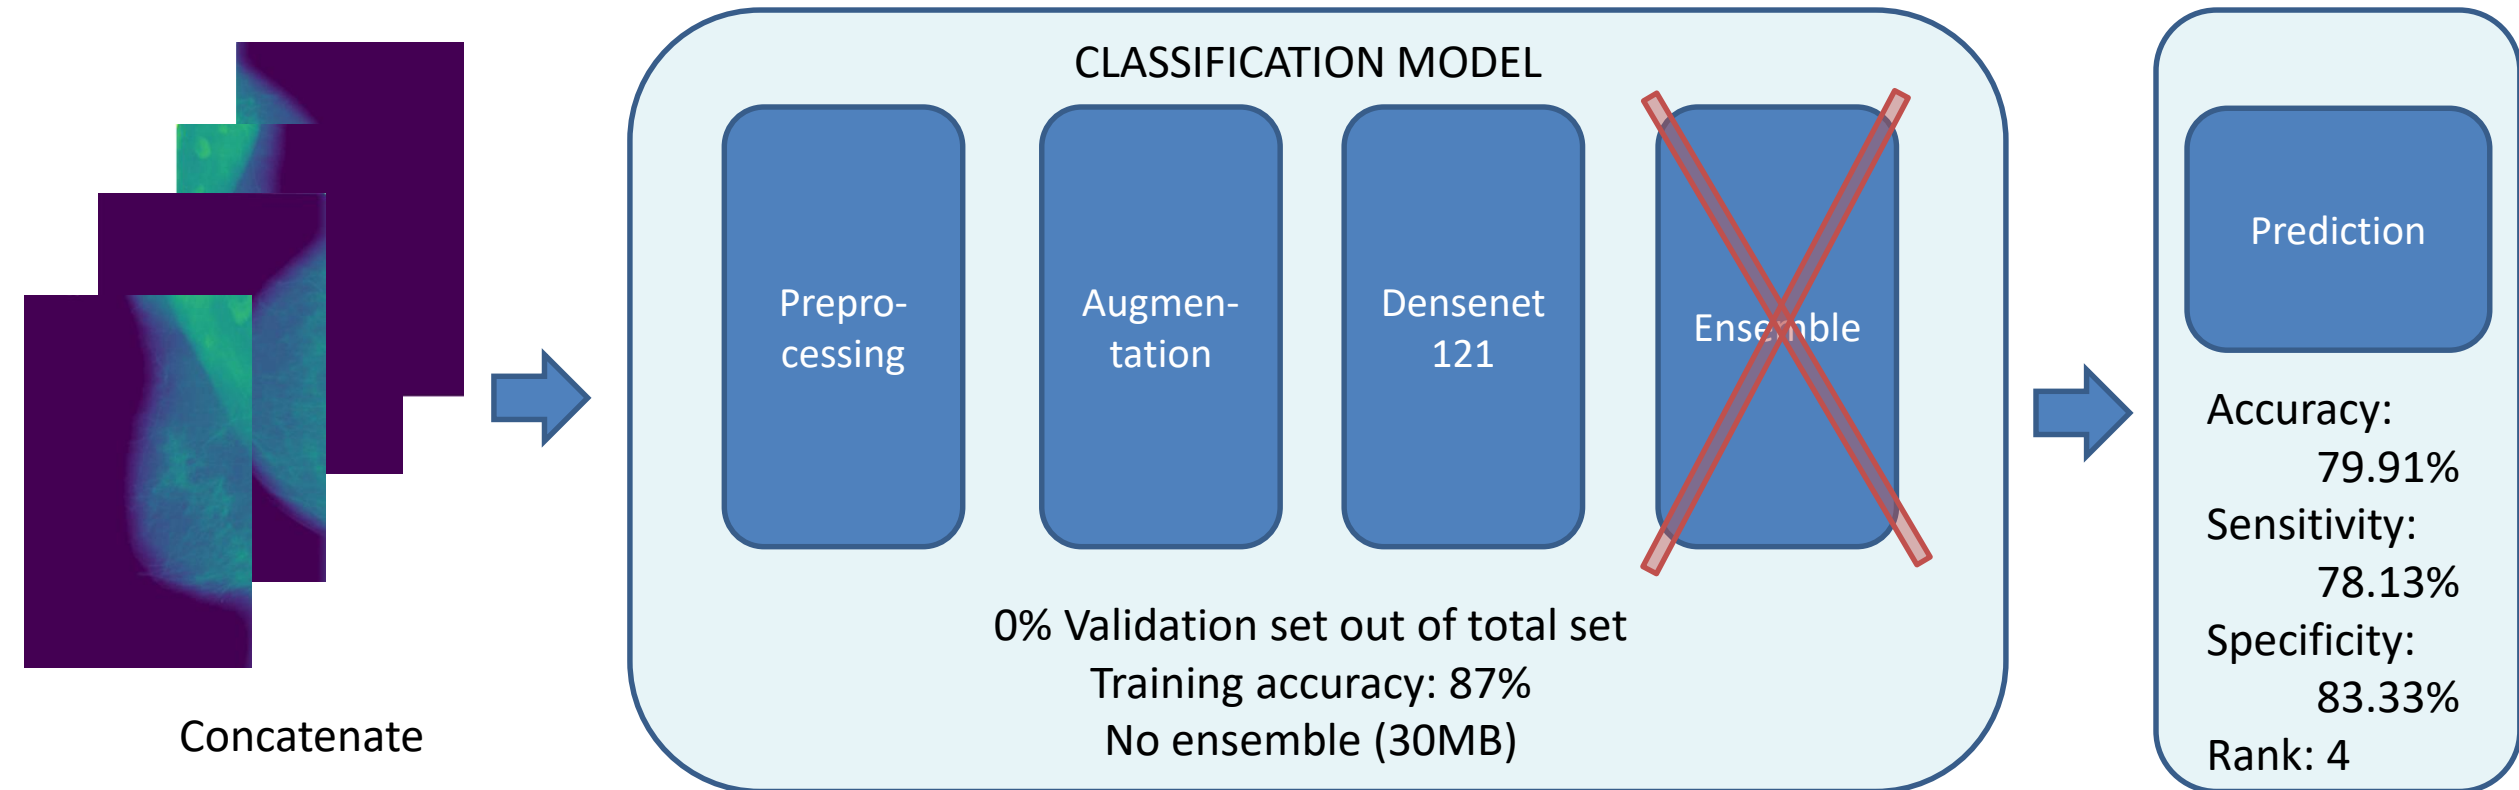 Concatenate
CLASSIFICATION MODEL
Prepro-
cessing
Augmen-
tation
Densenet
121
Ensemble
0% Validation set out of total set
Training accuracy: 87%
No ensemble (30MB)
Prediction
Accuracy:
79.91%
Sensitivity:
78.13%
Specificity:
83.33%
Rank: 4